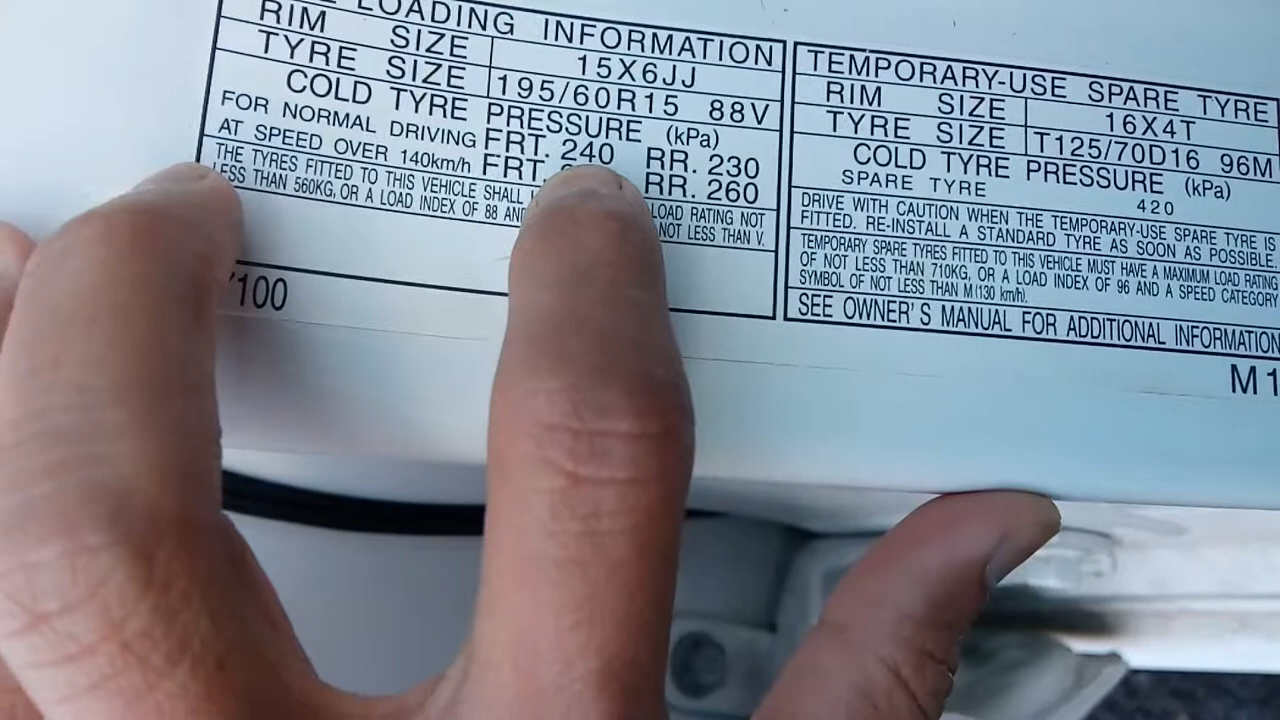 LOADING INFORMATION
RIM SIZE 15X6JJ
TYRE SIZE 195/60R15 88V
COLD TYRE PRESSURE (kPa)
FOR NORMAL DRIVING FRT. 240 RR. 230
AT SPEED OVER 140km/h FRT. RR. 260
THE TYRES FITTED TO THIS VEHICLE SHALL LOAD RATING NOT
LESS THAN 560KG, OR A LOAD INDEX OF 88 AND NOT LESS THAN V.
100
TEMPORARY-USE SPARE TYRE
RIM SIZE 16X4T
TYRE SIZE T125/70D16 96M
COLD TYRE PRESSURE (kPa)
SPARE TYRE 420
DRIVE WITH CAUTION WHEN THE TEMPORARY-USE SPARE TYRE IS
FITTED. RE-INSTALL A STANDARD TYRE AS SOON AS POSSIBLE.
TEMPORARY SPARE TYRES FITTED TO THIS VEHICLE MUST HAVE A MAXIMUM LOAD RATING
OF NOT LESS THAN 710KG, OR A LOAD INDEX OF 96 AND A SPEED CATEGORY
SYMBOL OF NOT LESS THAN M(130 km/h).
SEE OWNER'S MANUAL FOR ADDITIONAL INFORMATION
M1